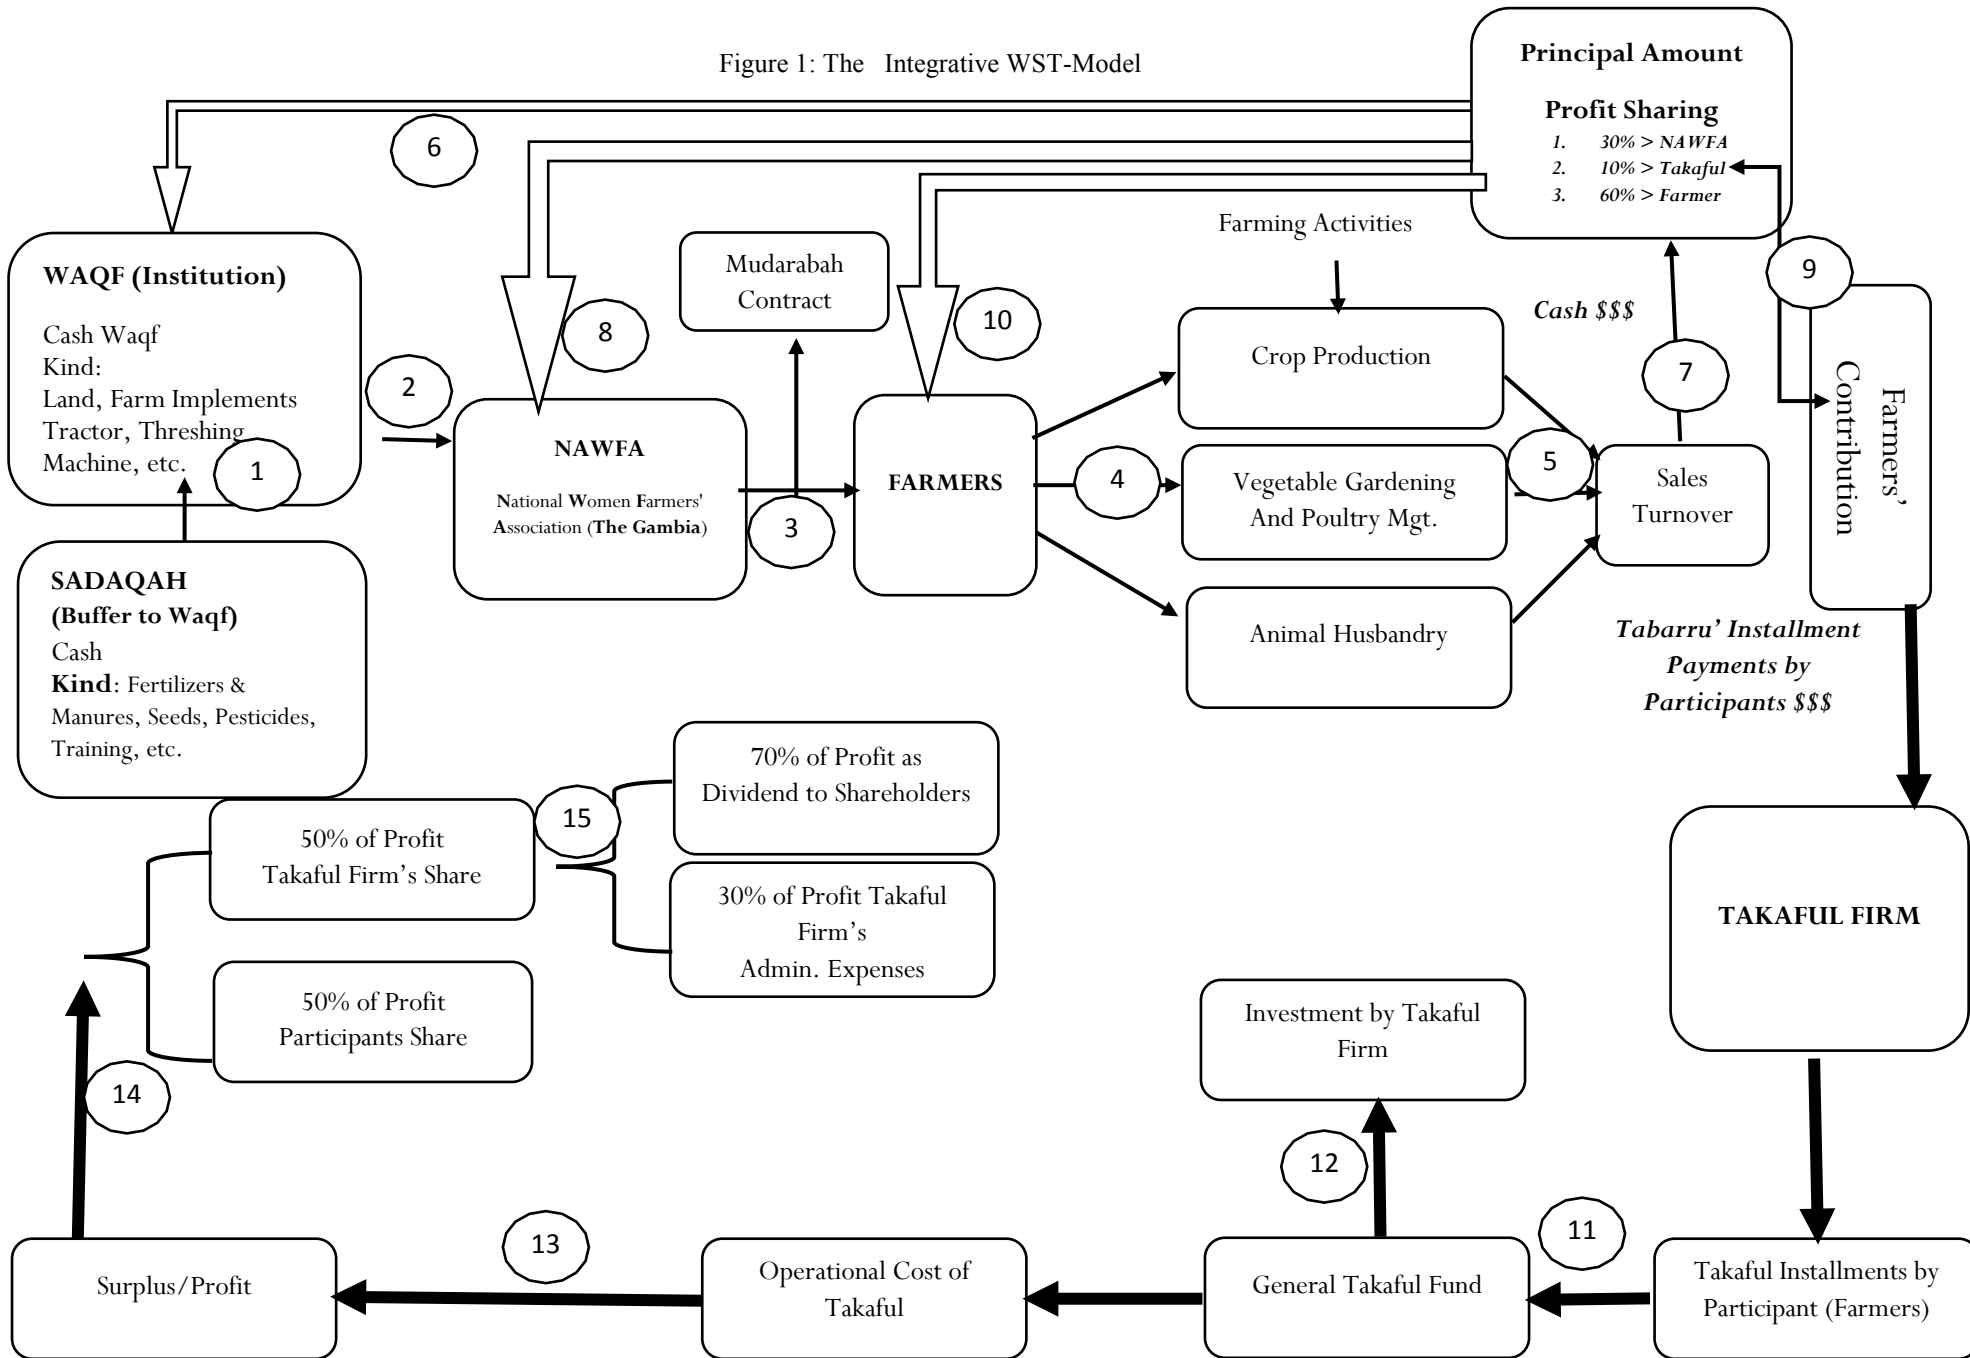 Figure 1: The Integrative WST-Model
Principal Amount
Profit Sharing
1. 30% > NAWFA
2. 10% > Takaful
3. 60% > Farmer
6
WAQF (Institution)
Cash Waqf
Kind:
Land, Farm Implements
Tractor, Threshing
Machine, etc.
1
2
SADAQAH
(Buffer to Waqf)
Cash
Kind: Fertilizers &
Manures, Seeds, Pesticides,
Training, etc.
8
NAWFA
National Women Farmers'
Association (The Gambia)
Mudarabah
Contract
3
10
FARMERS
4
Farming Activities
Crop Production
Vegetable Gardening
And Poultry Mgt.
Animal Husbandry
5
Cash $$$
7
Sales
Turnover
9
Farmers’
Contribution
Tabarru’ Installment
Payments by
Participants $$$
TAKAFUL FIRM
Takaful Installments by
Participant (Farmers)
11
General Takaful Fund
12
Investment by Takaful
Firm
Operational Cost of
Takaful
13
Surplus/Profit
14
50% of Profit
Takaful Firm’s Share
50% of Profit
Participants Share
15
70% of Profit as
Dividend to Shareholders
30% of Profit Takaful
Firm’s
Admin. Expenses